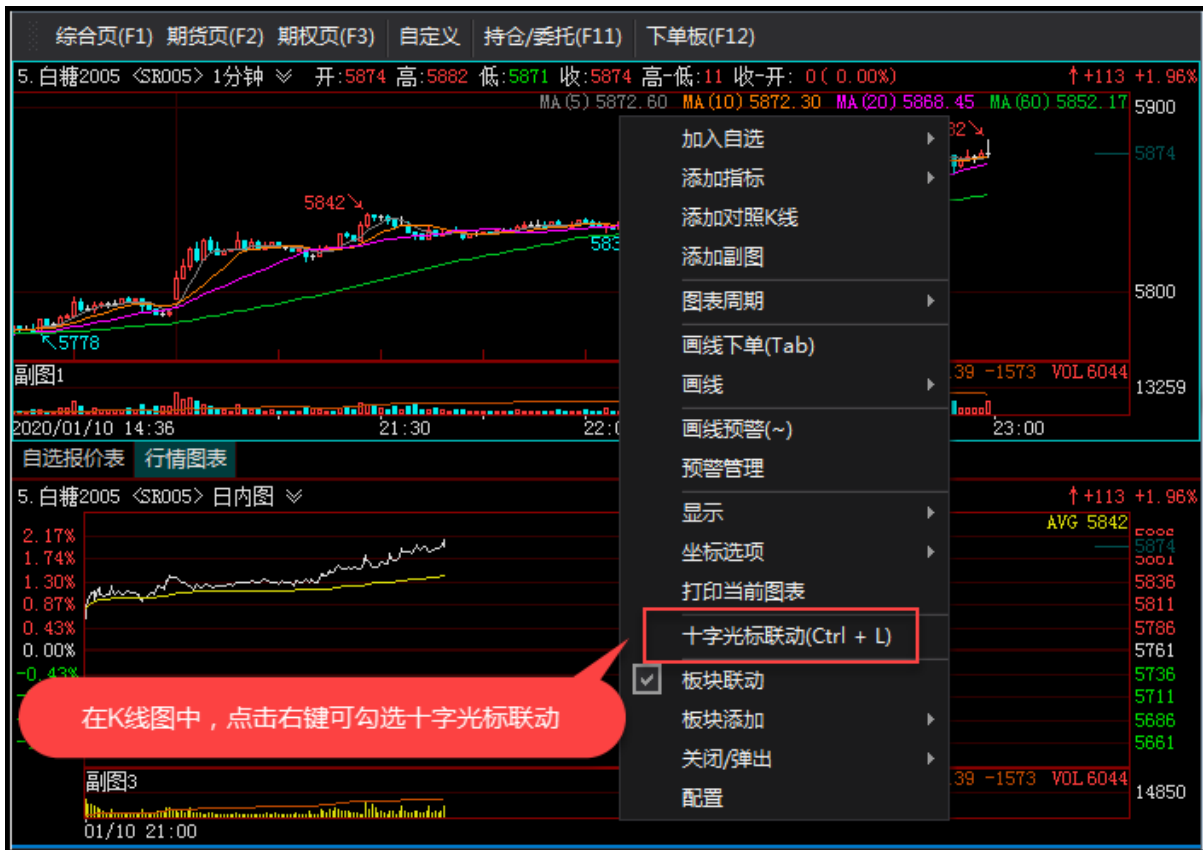 综合页(F1) 期货页(F2) 期权页(F3) 自定义 持仓/委托(F11) 下单板(F12)
5. 白糖2005 〈SR005〉 1分钟 开:5874 高:5882 低:5871 收:5874 高-低:11 收-开: 0( 0.00%) ↑+113 +1.96%
MA(5) 5872.60 MA(10) 5872.30 MA(20) 5868.45 MA(60) 5852.17
5900
5874
5842
5800
5778
副图1
39 -1573 VOL 6044
13259
2020/01/10 14:36 21:30 23:00
自选报价表 行情图表
5. 白糖2005 〈SR005〉 日内图 ↑+113 +1.96%
AVG 5842
2.17%
5874
1.74%
1.30% 5836
0.87% 5811
0.43% 5786
0.00% 5761
-0.43% 5736
5711
5686
5661
副图3
39 -1573 VOL 6044
14850
01/10 21:00
加入自选
添加指标
添加对照K线
添加副图
图表周期
画线下单(Tab)
画线
画线预警(~)
预警管理
显示
坐标选项
打印当前图表
十字光标联动(Ctrl + L)
板块联动
板块添加
关闭/弹出
配置
在K线图中，点击右键可勾选十字光标联动